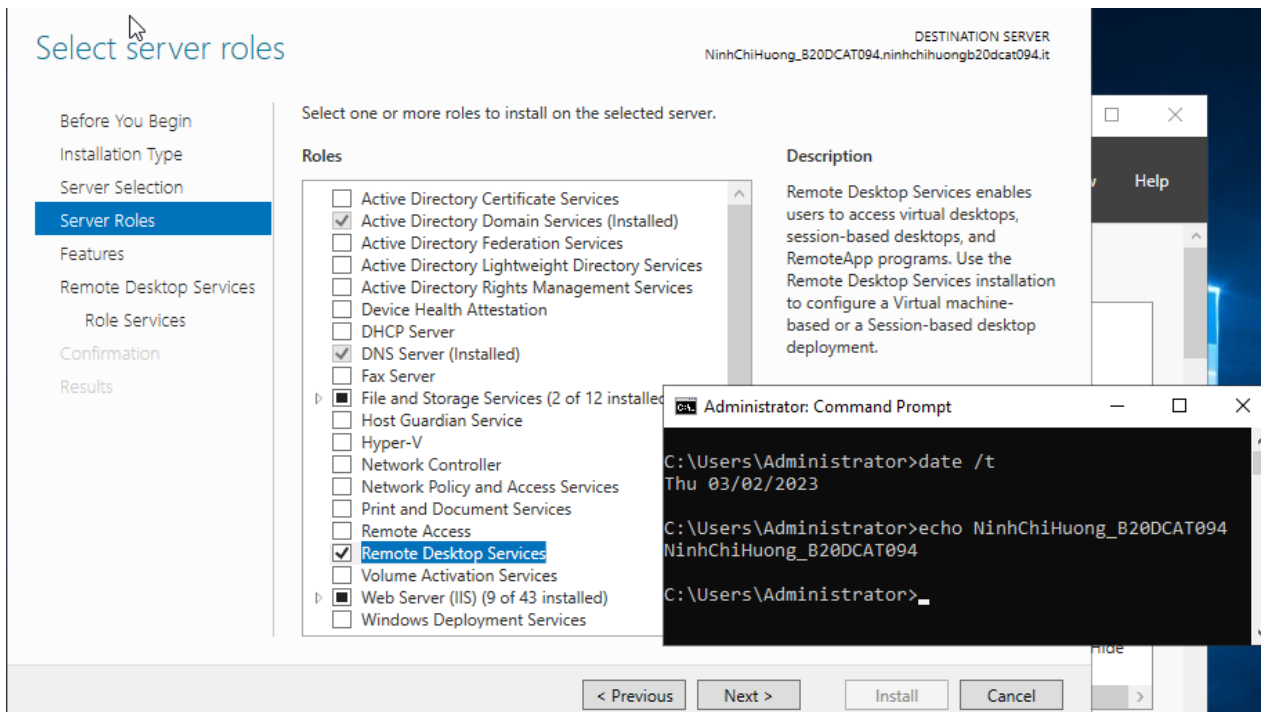 Select server roles
DESTINATION SERVER
NinhChiHuong_B20DCAT094.ninhchihuongb20dcat094.it
Before You Begin
Installation Type
Server Selection
Server Roles
Features
Remote Desktop Services
Role Services
Confirmation
Results
Select one or more roles to install on the selected server.
Roles
Active Directory Certificate Services
Active Directory Domain Services (Installed)
Active Directory Federation Services
Active Directory Lightweight Directory Services
Active Directory Rights Management Services
Device Health Attestation
DHCP Server
DNS Server (Installed)
Fax Server
File and Storage Services (2 of 12 installed
Host Guardian Service
Hyper-V
Network Controller
Network Policy and Access Services
Print and Document Services
Remote Access
Remote Desktop Services
Volume Activation Services
Web Server (IIS) (9 of 43 installed)
Windows Deployment Services
Description
Remote Desktop Services enables
users to access virtual desktops,
session-based desktops, and
RemoteApp programs. Use the
Remote Desktop Services installation
to configure a Virtual machine-
based or a Session-based desktop
deployment.
Help
Administrator: Command Prompt
C:\Users\Administrator>date /t
Thu 03/02/2023
C:\Users\Administrator>echo NinhChiHuong_B20DCAT094
NinhChiHuong_B20DCAT094
C:\Users\Administrator>
Hide
< Previous
Next >
Install
Cancel